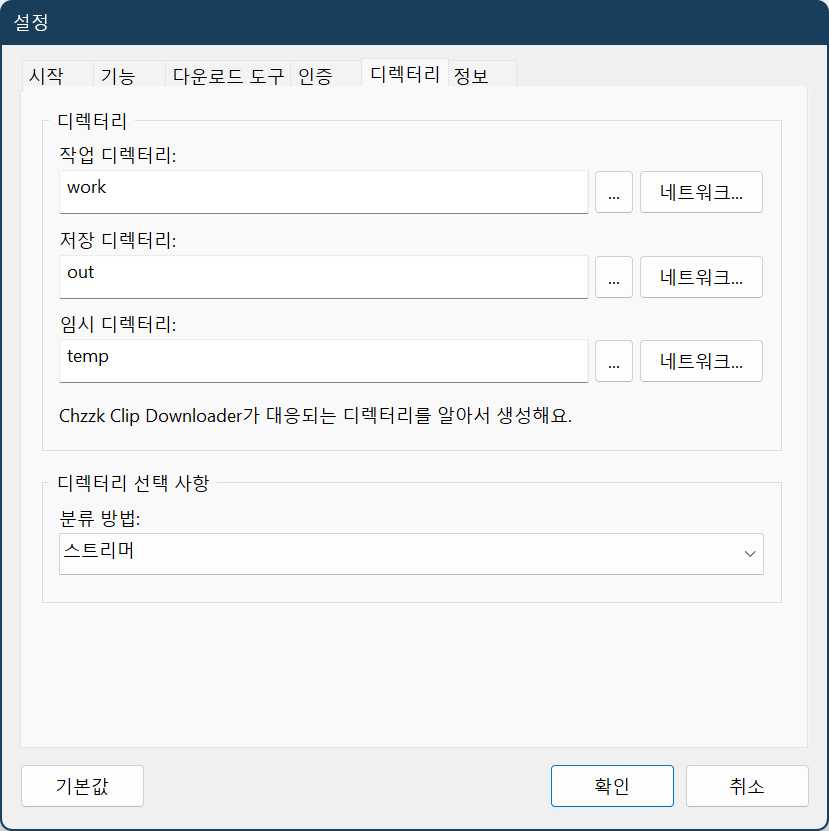 설정
시작 기능 다운로드 도구 인증 디렉터리 정보
디렉터리
작업 디렉터리:
work ... 네트워크...
저장 디렉터리:
out ... 네트워크...
임시 디렉터리:
temp ... 네트워크...
Chzzk Clip Downloader가 대응되는 디렉터리를 알아서 생성해요.
디렉터리 선택 사항
분류 방법:
스트리머
기본값 확인 취소